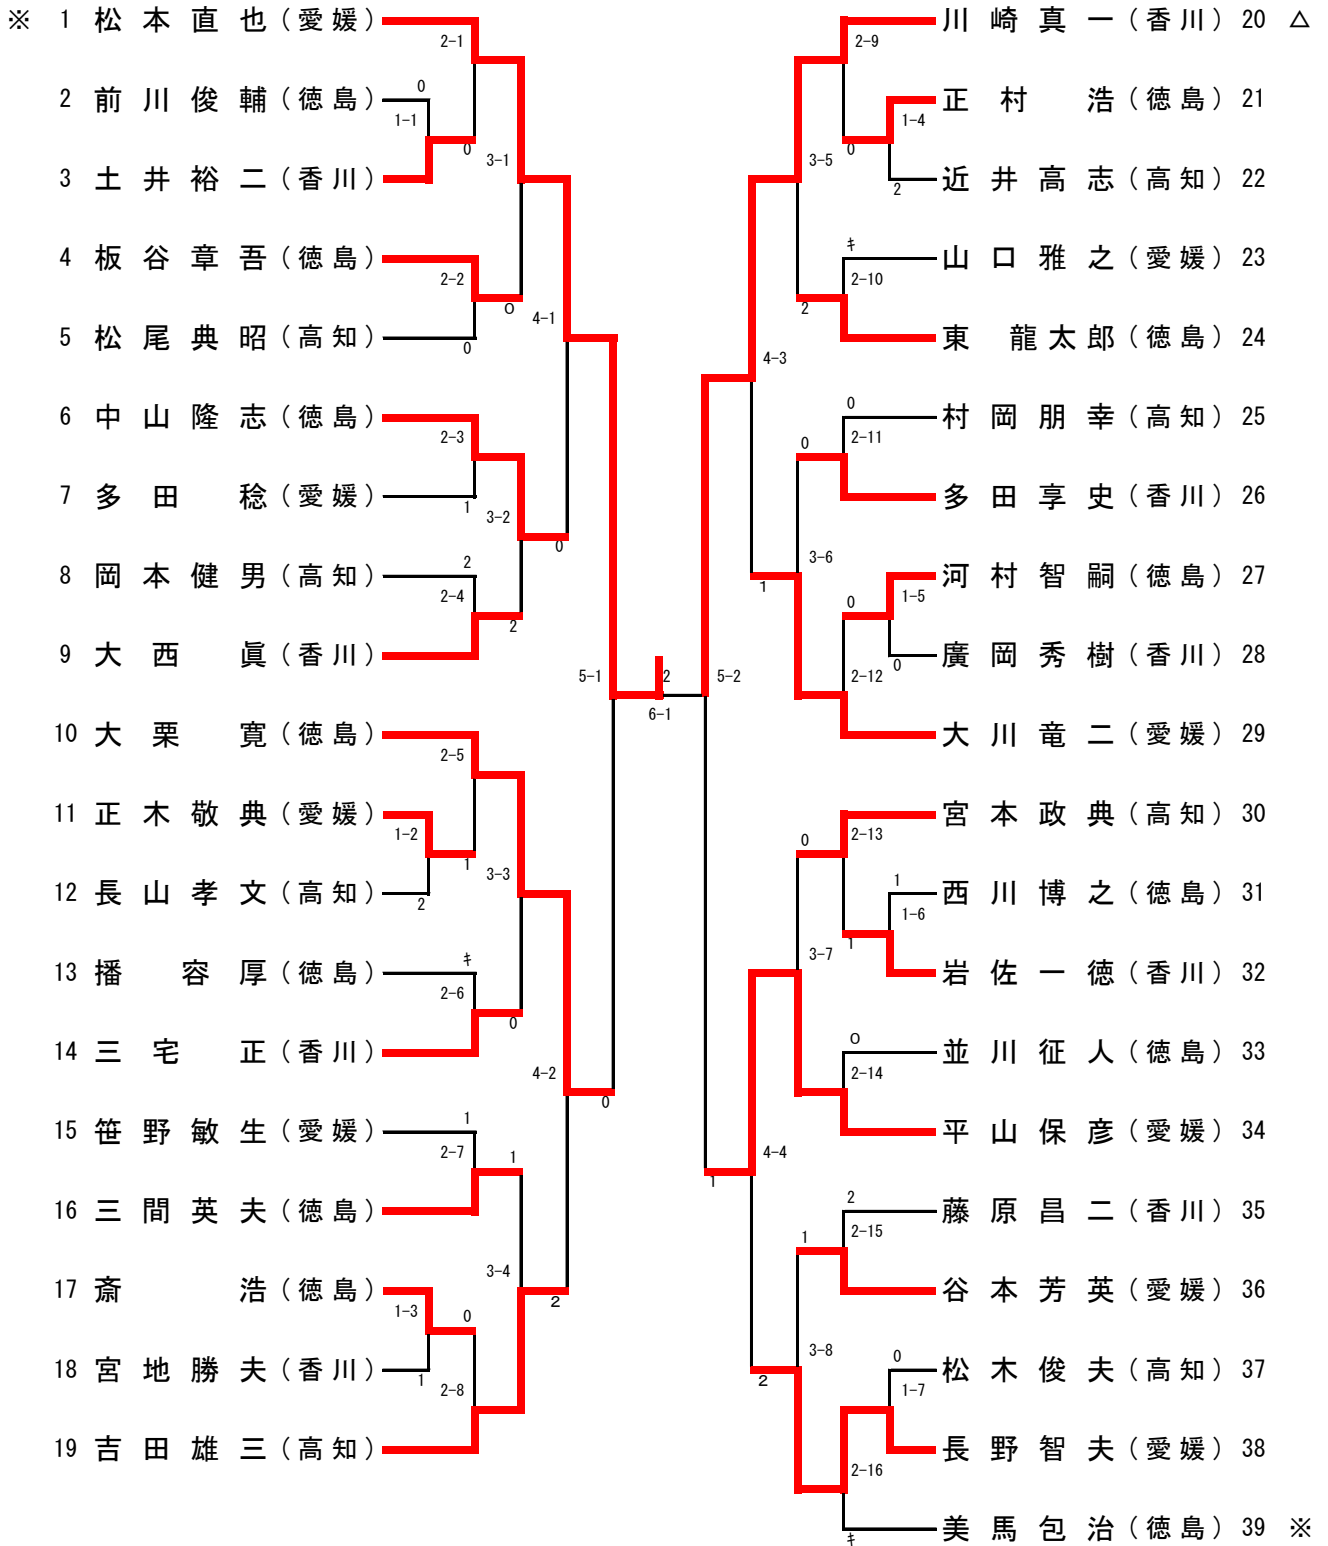 ※ 1 松本直也(愛媛)
2-1
0
2 前川俊輔(徳島)
1-1
0
3-1
3 土井裕二(香川)
4 板谷章吾(徳島)
2-2
0
4-1
5 松尾典昭(高知)
0
6 中山隆志(徳島)
2-3
7 多田 稔(愛媛)
1
3-2
0
8 岡本健男(高知)
2
2-4
2
9 大西 眞(香川)
5-1
10 大栗 寛(徳島)
2-5
11 正木敬典(愛媛)
1-2
1
3-3
12 長山孝文(高知)
2
13 播 容厚(徳島)
キ
2-6
0
14 三宅 正(香川)
4-2
0
15 笹野敏生(愛媛)
1
2-7
1
16 三間英夫(徳島)
3-4
2
17 斎 浩(徳島)
1-3
0
18 宮地勝夫(香川)
1
2-8
19 吉田雄三(高知)
2
6-1
川崎真一(香川) 20 △
2-9
正村 浩(徳島) 21
1-4
0
3-5
近井高志(高知) 22
2
山口雅之(愛媛) 23
キ
2-10
2
東 龍太郎(徳島) 24
4-3
村岡朋幸(高知) 25
0
2-11
0
多田享史(香川) 26
3-6
1
河村智嗣(徳島) 27
1-5
0
廣岡秀樹(香川) 28
0
2-12
5-2
大川竜二(愛媛) 29
宮本政典(高知) 30
2-13
0
西川博之(徳島) 31
1
1-6
1
3-7
岩佐一徳(香川) 32
並川征人(徳島) 33
0
2-14
平山保彦(愛媛) 34
4-4
1
藤原昌二(香川) 35
2
2-15
1
谷本芳英(愛媛) 36
3-8
2
松木俊夫(高知) 37
0
1-7
長野智夫(愛媛) 38
2-16
美馬包治(徳島) 39 ※
キ